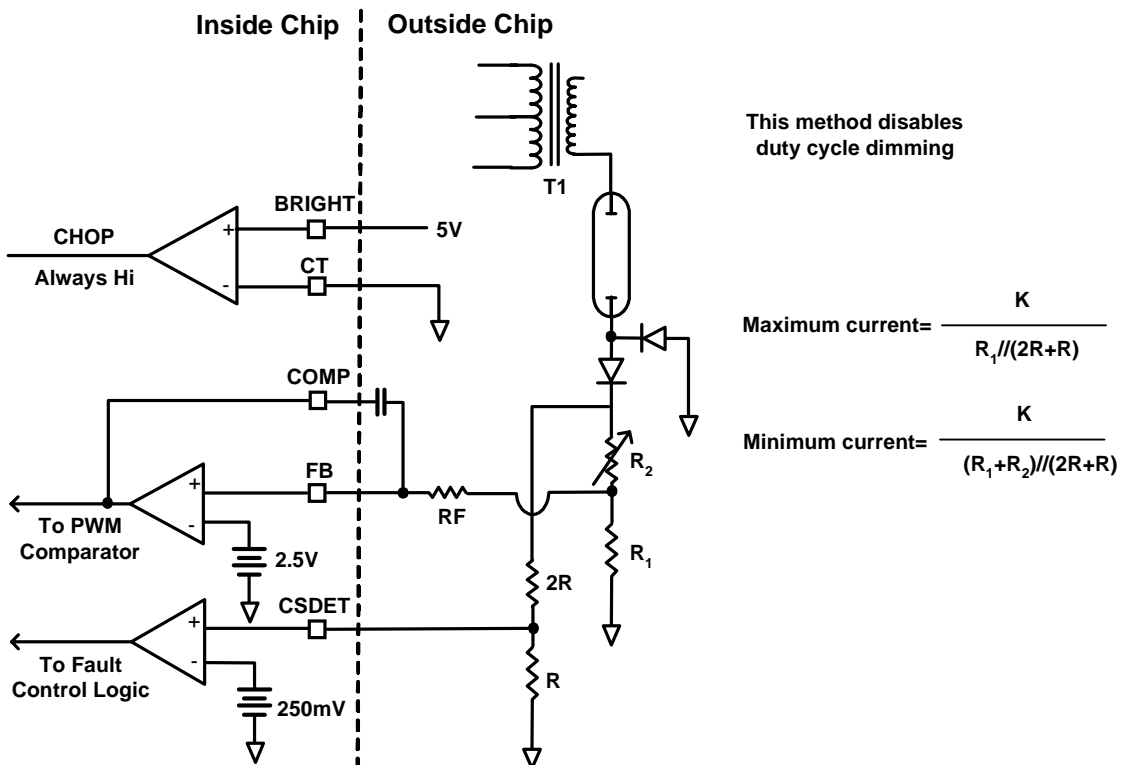 Inside Chip
Outside Chip
This method disables
duty cycle dimming
T1
BRIGHT
5V
CHOP
Always Hi
CT
+
-
Maximum current= K
R1//(2R+R)
COMP
Minimum current= K
(R1+R2)//(2R+R)
R2
FB
RF
+
-
To PWM
Comparator
2.5V
R1
2R
CSDET
+
-
To Fault
Control Logic
250mV
R